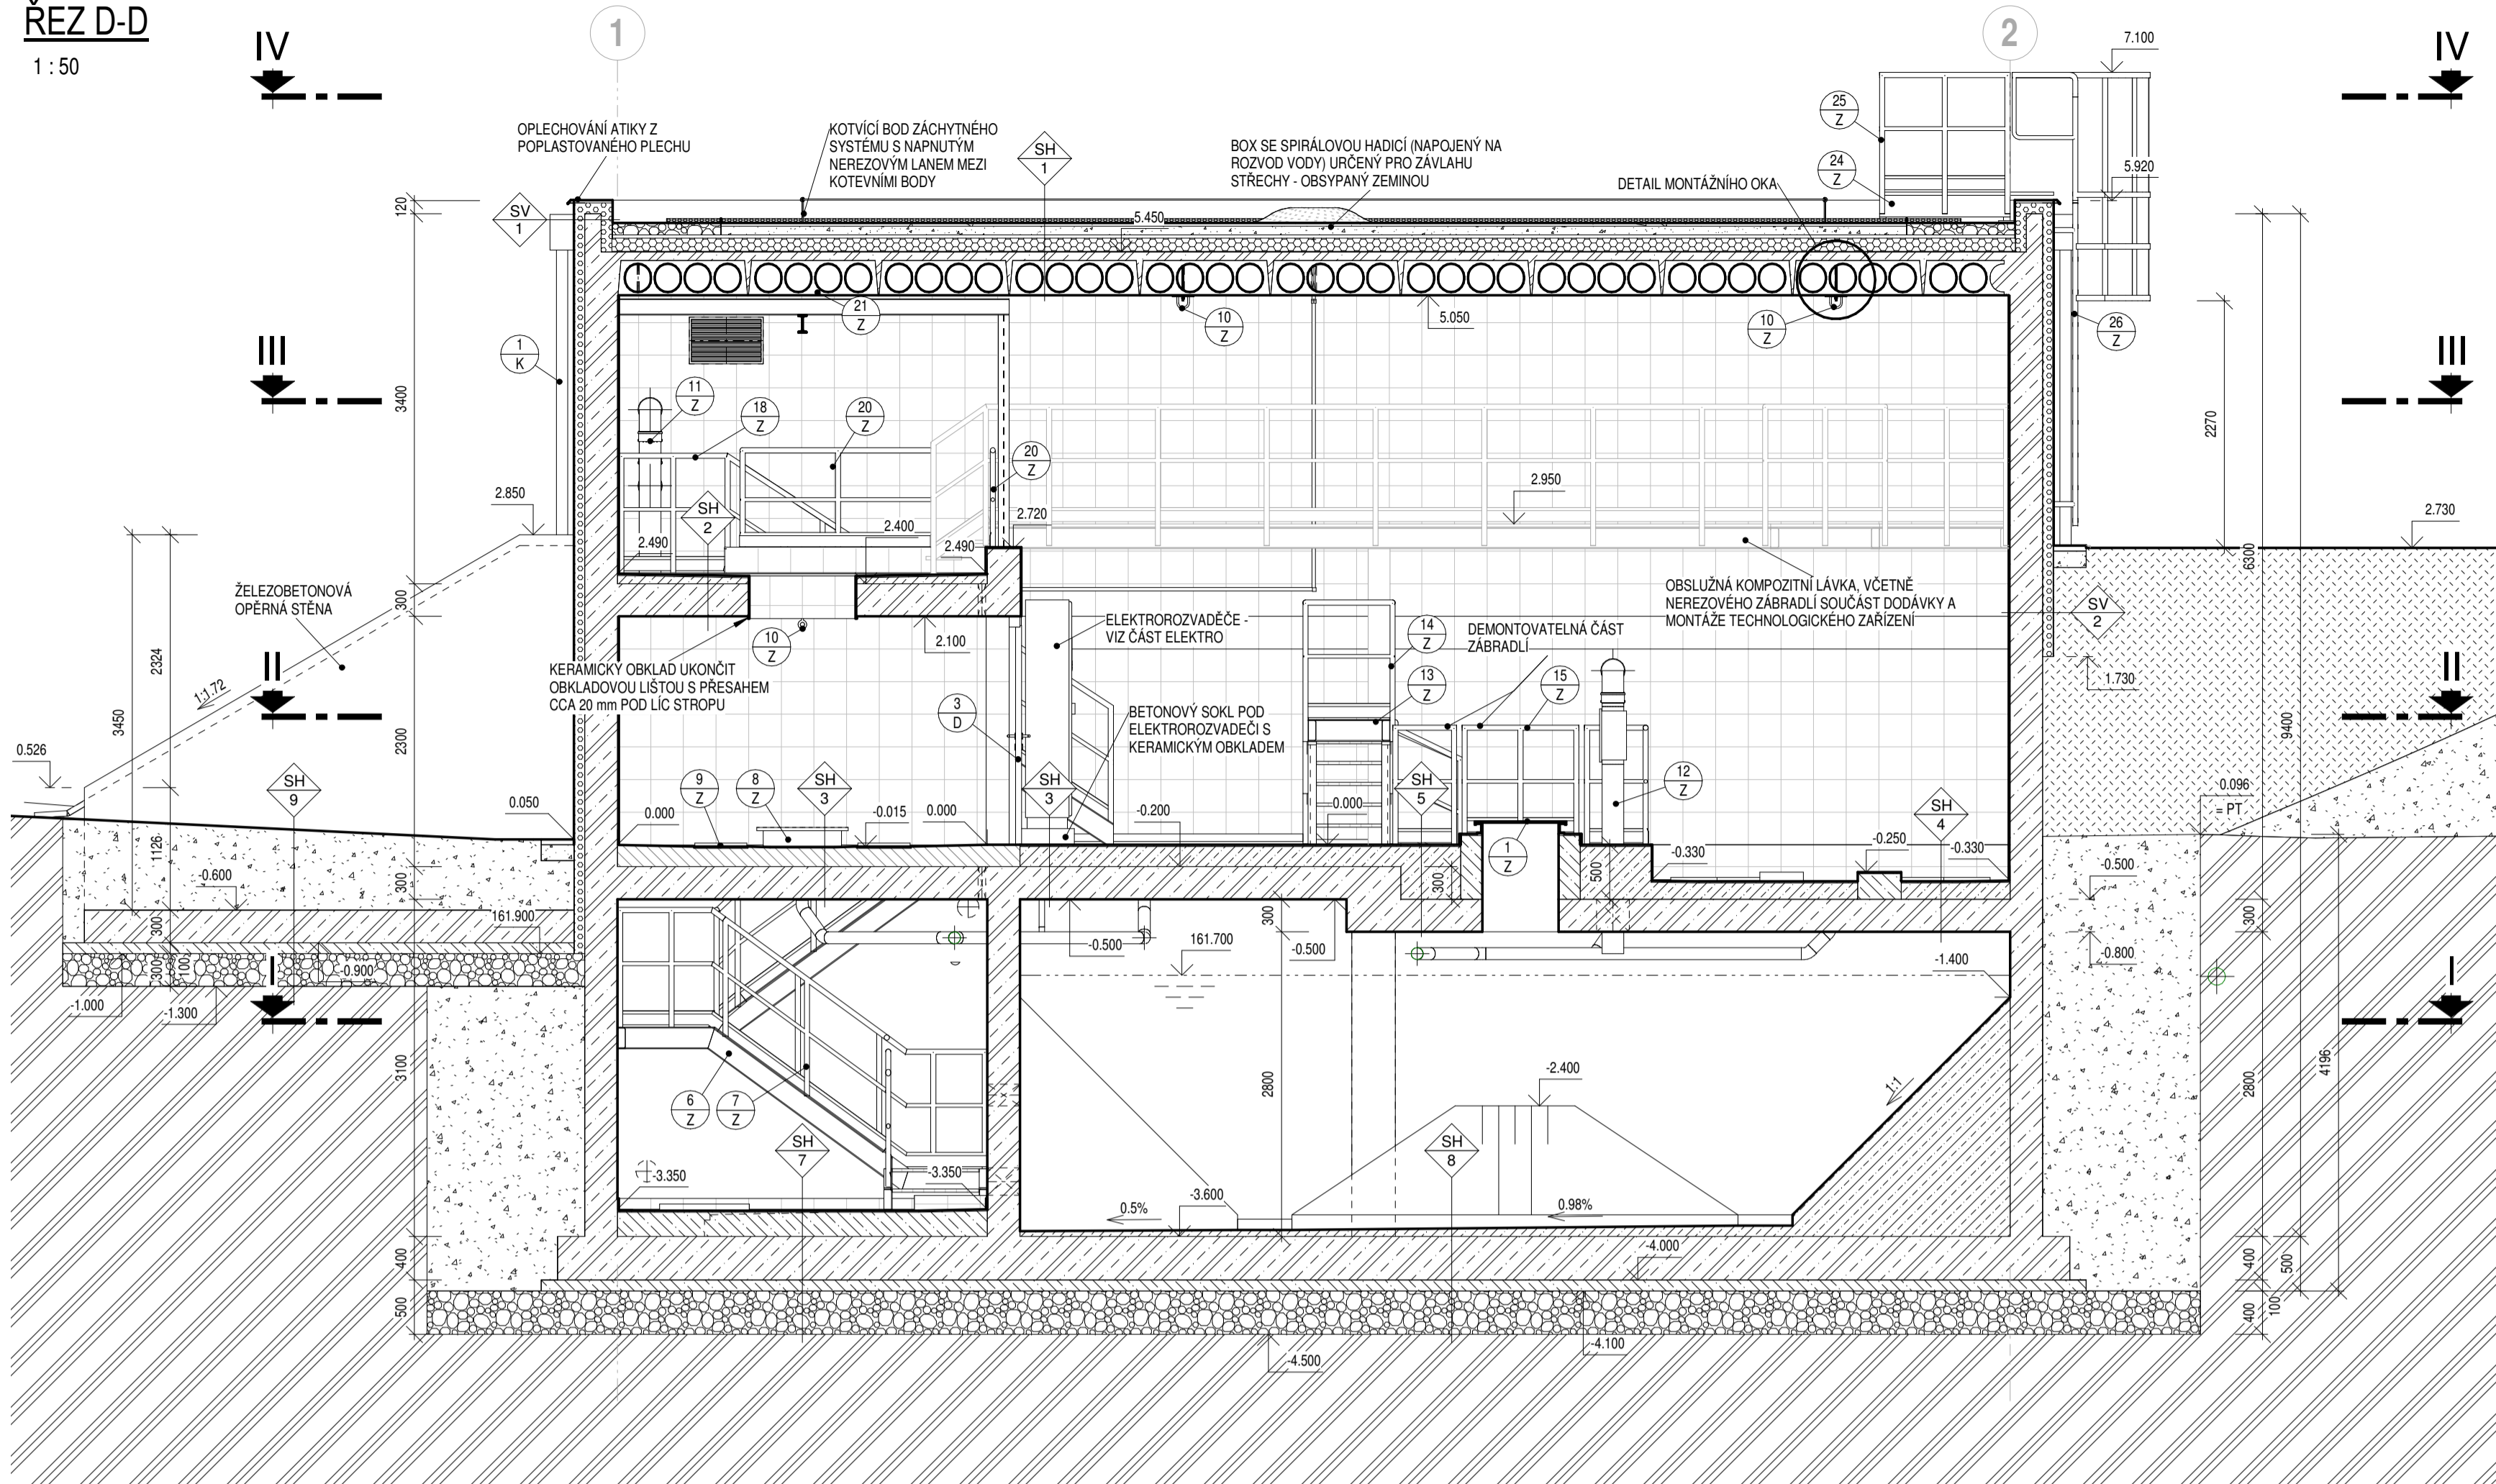 ŘEZ D-D
1 : 50
IV
1
2
IV
7.100
25
Z
24
Z
5.920
OPLECHOVÁNÍ ATIKY Z
POPLASTOVANÉHO PLECHU
KOTVÍCÍ BOD ZÁCHYTNÉHO
SYSTÉMU S NAPNUTÝM
NEREZOVÝM LANEM MEZI
KOTEVNÍMI BODY
SH
1
BOX SE SPIRÁLOVOU HADICÍ (NAPOJENÝ NA
ROZVOD VODY) URČENÝ PRO ZÁVLAHU
STŘECHY - OBSYPANÝ ZEMINOU
DETAIL MONTÁŽNÍHO OKA
120
SV
1
5.450
21
Z
10
Z
5.050
10
Z
26
Z
III
1
K
III
3400
11
Z
18
Z
20
Z
20
Z
2270
2.850
SH
2
2.490
2.400
2.490
2.720
2.950
2.730
6300
ŽELEZOBETONOVÁ
OPĚRNÁ STĚNA
300
OBSLUŽNÁ KOMPOZITNÍ LÁVKA, VČETNĚ
NEREZOVÉHO ZÁBRADLÍ SOUČÁST DODÁVKY A
MONTÁŽE TECHNOLOGICKÉHO ZAŘÍZENÍ
SV
2
ELEKTROROZVADĚČE -
VIZ ČÁST ELEKTRO
14
Z
DEMONTOVATELNÁ ČÁST
ZÁBRADLÍ
10
Z
2.100
2324
II
II
KERAMICKÝ OBKLAD UKONČIT
OBKLADOVOU LIŠTOU S PŘESAHEM
CCA 20 mm POD LÍC STROPU
1:1.72
13
Z
15
Z
1.730
3450
2300
3
D
BETONOVÝ SOKL POD
ELEKTROROZVADĚČI S
KERAMICKÝM OBKLADEM
9400
0.526
SH
9
9
Z
8
Z
SH
3
SH
3
SH
5
12
Z
SH
4
0.096
= PT
0.050
0.000
-0.015
0.000
-0.200
0.000
1126
1
Z
-0.330
-0.250
-0.330
-0.600
300
300
500
-0.500
161.900
300
300
-0.500
161.700
-0.500
300
-0.800
300
100
-0.900
-1.400
I
I
-1.000
-1.300
3100
2800
-2.400
1:1
2800
4196
6
Z
7
Z
SH
7
SH
8
-3.350
-3.350
-3.600
0.5%
0.98%
400
-4.000
400
500
500
400
100
-4.100
-4.500